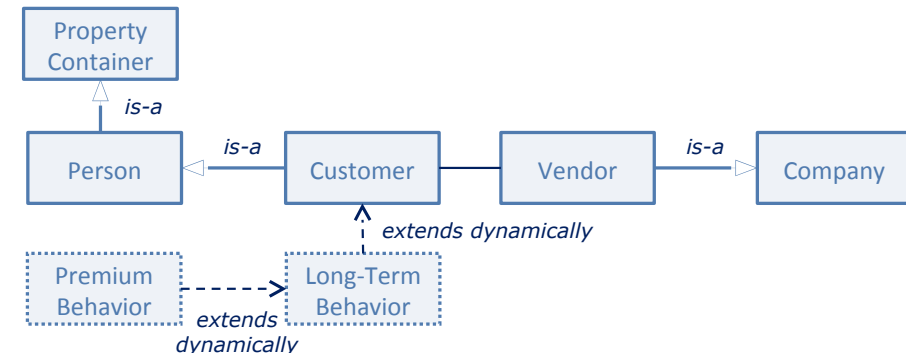 Property
Container
is-a
Person
is-a
Customer
Vendor
is-a
Company
extends dynamically
Premium
Behavior
extends
dynamically
Long-Term
Behavior